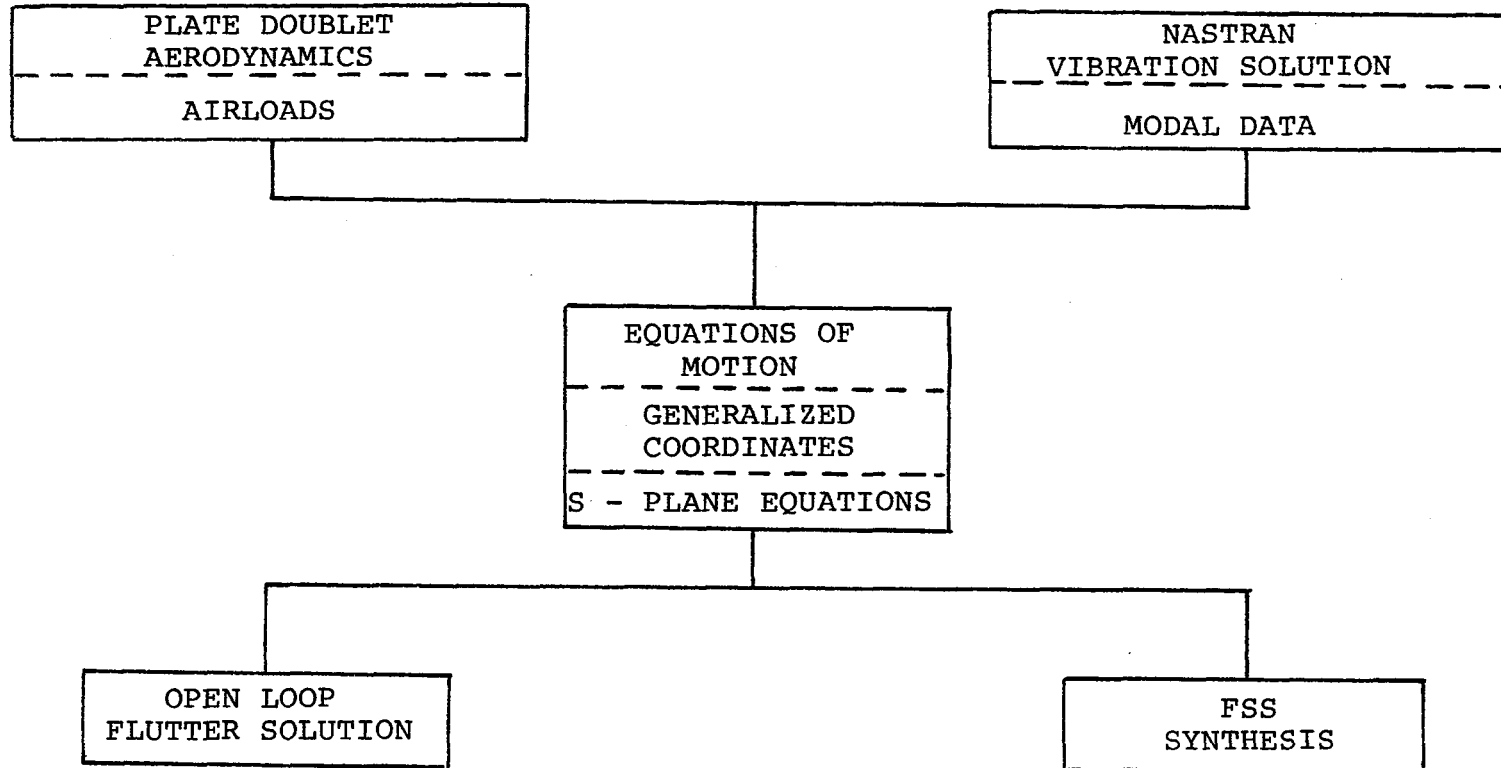 PLATE DOUBLET
AERODYNAMICS
AIRLOADS
NASTRAN
VIBRATION SOLUTION
MODAL DATA
EQUATIONS OF
MOTION
GENERALIZED
COORDINATES
S - PLANE EQUATIONS
OPEN LOOP
FLUTTER SOLUTION
FSS
SYNTHESIS